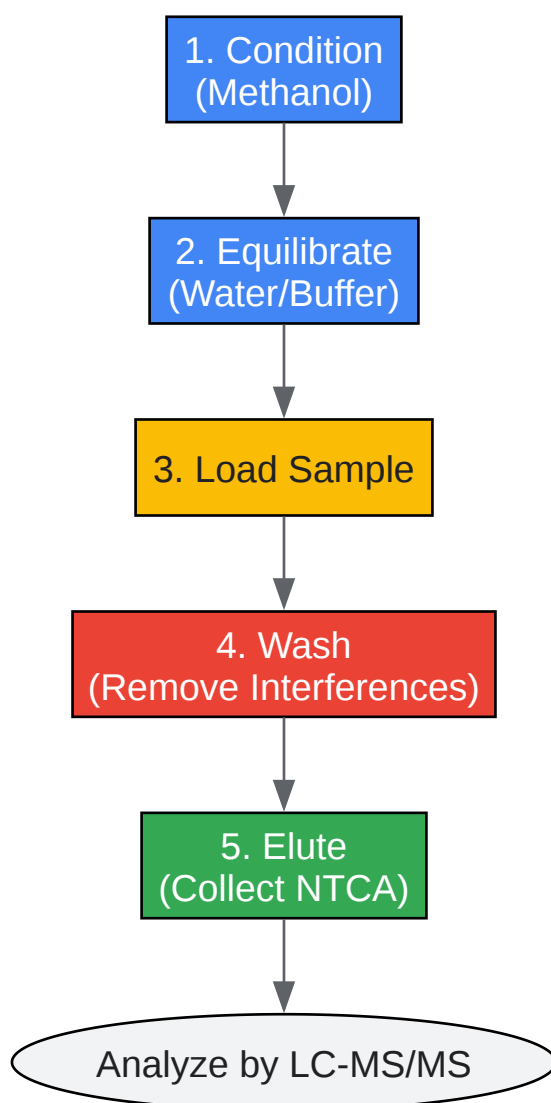 1. Condition
(Methanol)
2. Equilibrate
(Water/Buffer)
3. Load Sample
4. Wash
(Remove Interferences)
5. Elute
(Collect NTCA)
Analyze by LC-MS/MS